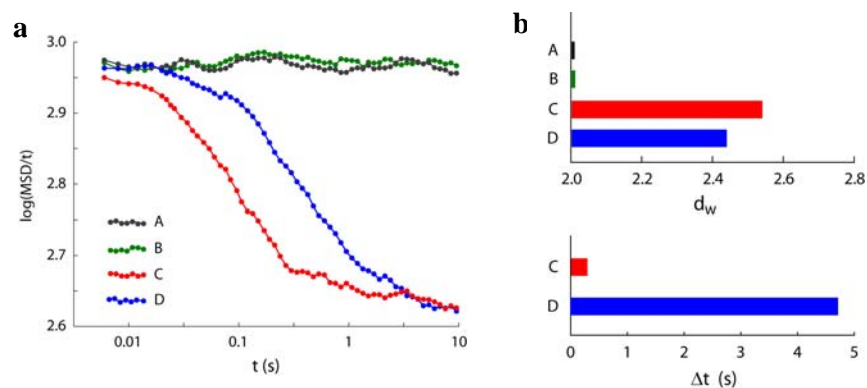 a
3.0
2.9
2.8
2.7
2.6
log(MSD/t)
A
B
C
D
0.01 0.1 1 10
t (s)
b
A
B
C
D
2.0 2.2 2.4 2.6 2.8
d_w
C
D
0 1 2 3 4 5
Δt (s)